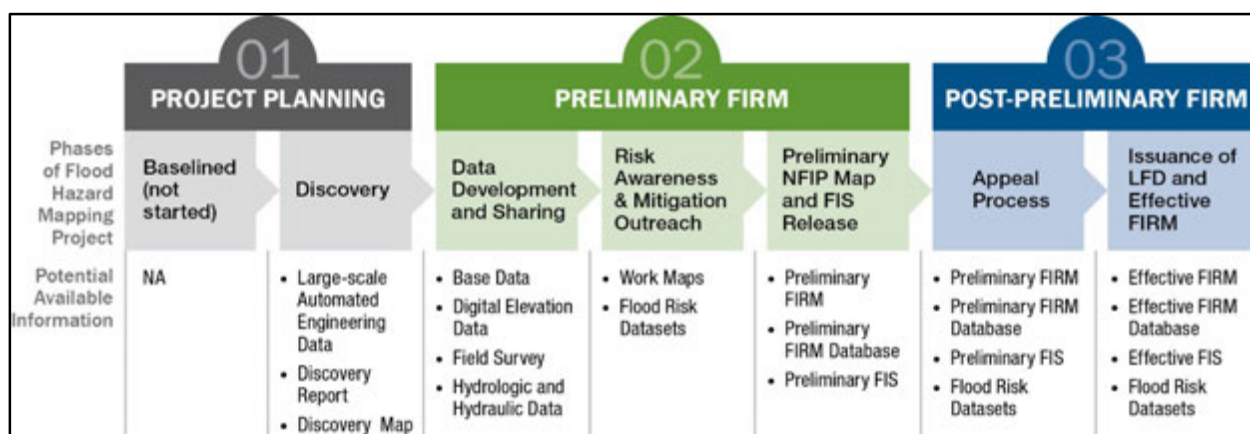 01
PROJECT PLANNING
02
PRELIMINARY FIRM
03
POST-PRELIMINARY FIRM
Phases
of Flood
Hazard
Mapping
Project
Baselined
(not
started)
Discovery
Data
Development
and Sharing
Risk
Awareness
& Mitigation
Outreach
Preliminary
NFIP Map
and FIS
Release
Appeal
Process
Issuance of
LFD and
Effective
FIRM
Potential
Available
Information
NA
• Large-scale
Automated
Engineering
Data
• Discovery
Report
• Discovery Map
• Base Data
• Digital Elevation
Data
• Field Survey
• Hydrologic and
Hydraulic Data
• Work Maps
• Flood Risk
Datasets
• Preliminary
FIRM
• Preliminary
FIRM Database
• Preliminary FIS
• Preliminary FIRM
• Preliminary FIRM
Database
• Preliminary FIS
• Flood Risk
Datasets
• Effective FIRM
• Effective FIRM
Database
• Effective FIS
• Flood Risk
Datasets